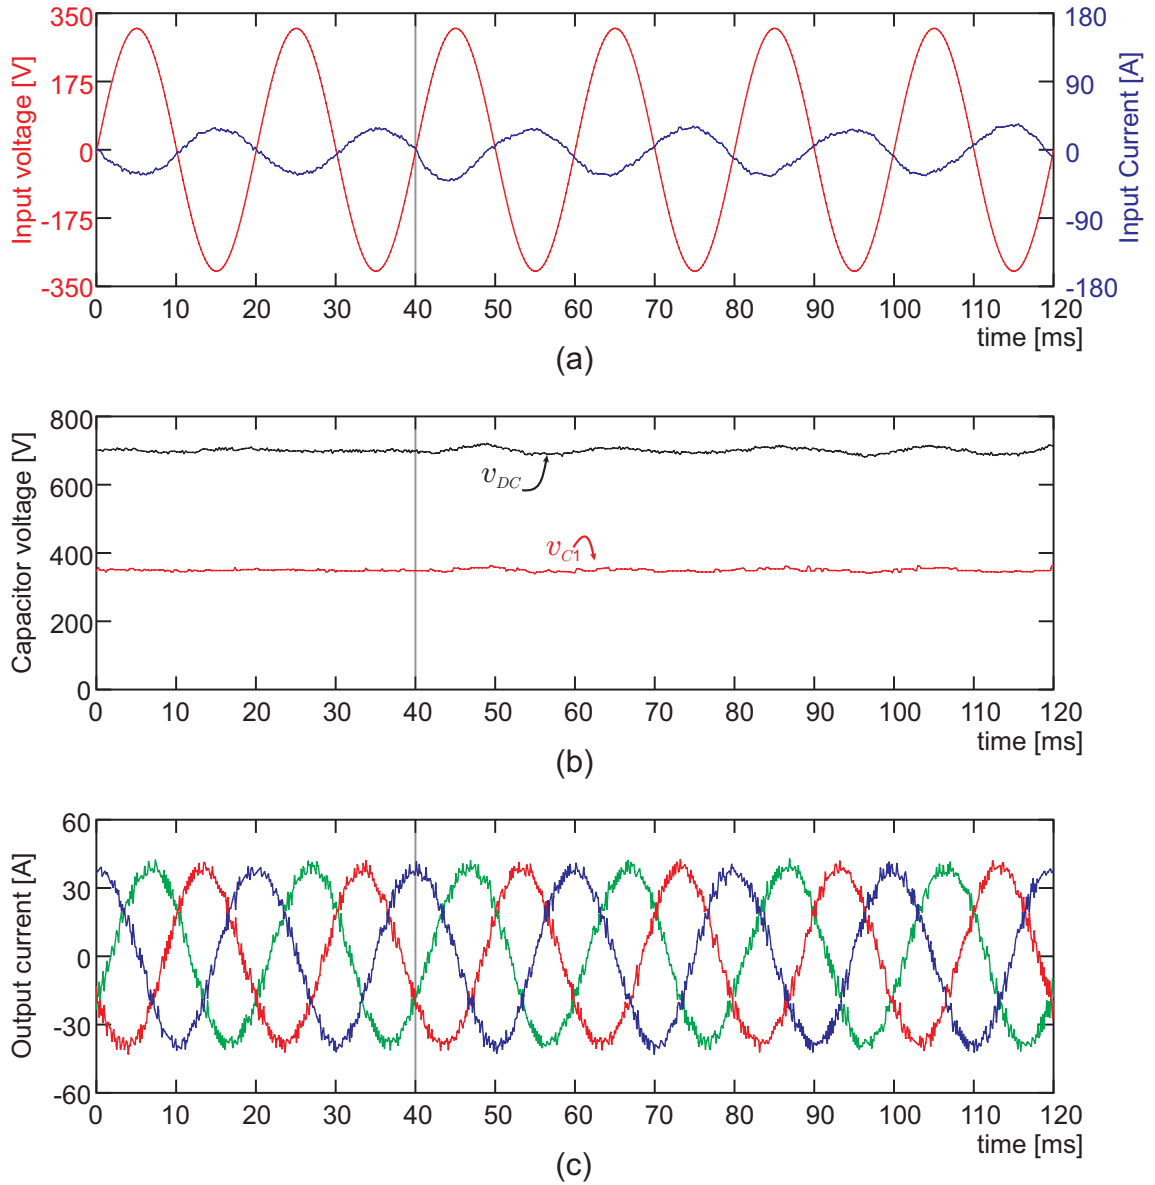 350
175
0
-175
-350
Input voltage [V]
180
90
0
-90
-180
Input Current [A]
0 10 20 30 40 50 60 70 80 90 100 110 120
time [ms]
(a)
800
600
400
200
0
Capacitor voltage [V]
v_DC
v_C1
0 10 20 30 40 50 60 70 80 90 100 110 120
time [ms]
(b)
60
30
0
-30
-60
Output current [A]
0 10 20 30 40 50 60 70 80 90 100 110 120
time [ms]
(c)